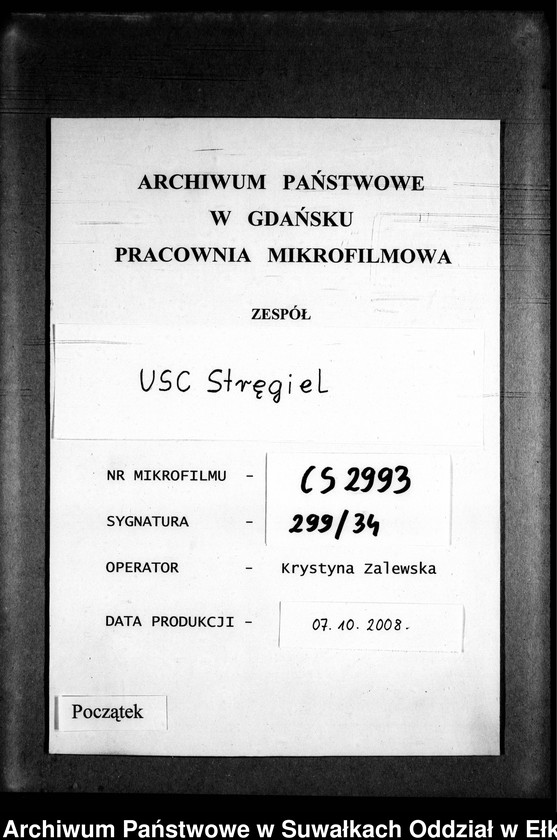 ARCHIWUM PAŃSTWOWE
W GDAŃSKU
PRACOWNIA MIKROFILMOWA
ZESPÓŁ
USC Stręgiel
NR MIKROFILMU - CS 2993
SYGNATURA - 299/34
OPERATOR - Krystyna Zalewska
DATA PRODUKCJI - 07.10.2008.
Początek
Archiwum Państwowe w Suwałkach Oddział w Ełk